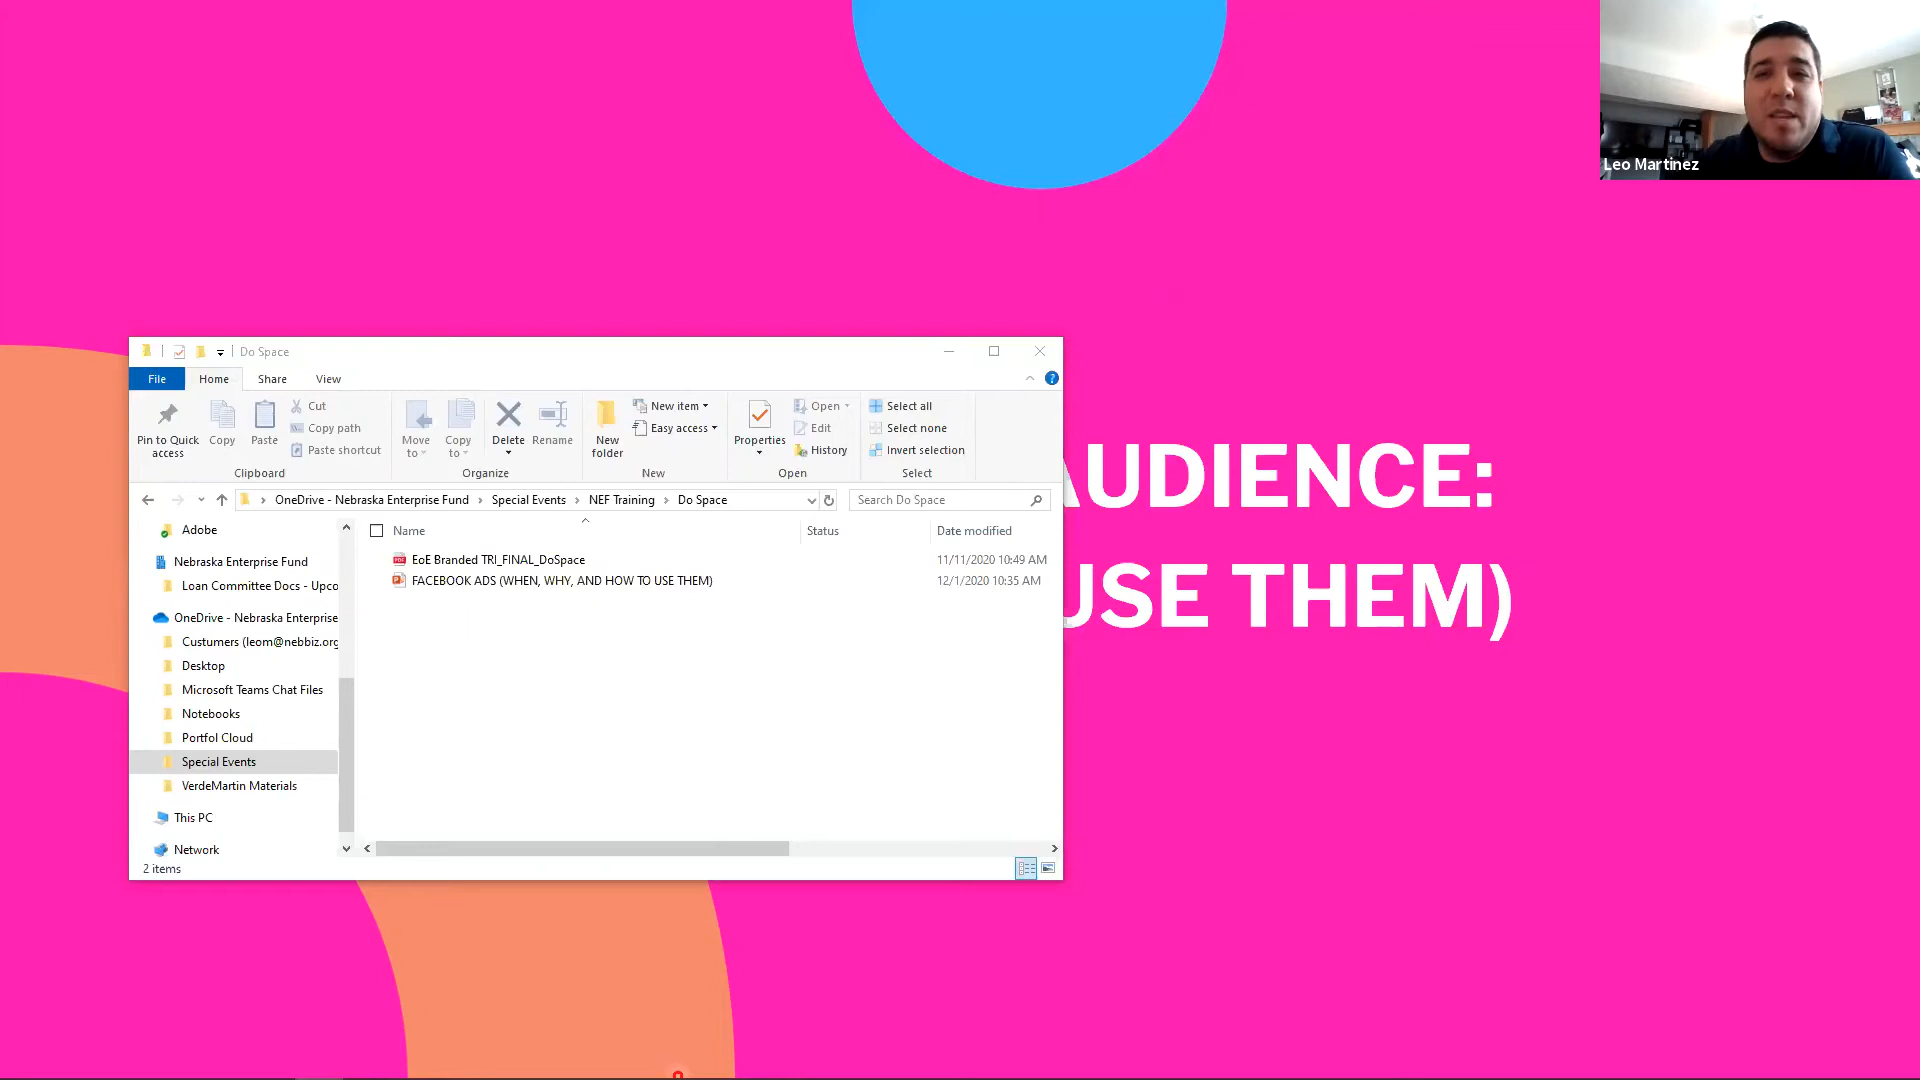 Leo Martinez
Do Space
File Home Share View
Pin to Quick access
Copy
Paste
Cut
Copy path
Paste shortcut
Clipboard
Move to
Copy to
Delete
Rename
Organize
New folder
New item
Easy access
New
Properties
Open
Edit
History
Open
Select all
Select none
Invert selection
Select
OneDrive - Nebraska Enterprise Fund > Special Events > NEF Training > Do Space
Search Do Space
Adobe
Nebraska Enterprise Fund
Loan Committee Docs - Upco
OneDrive - Nebraska Enterprise
Custumers (leom@nebbiz.org
Desktop
Microsoft Teams Chat Files
Notebooks
Portfol Cloud
Special Events
VerdeMartin Materials
This PC
Network
Name Status Date modified
EoE Branded TRI_FINAL_DoSpace 11/11/2020 10:49 AM
FACEBOOK ADS (WHEN, WHY, AND HOW TO USE THEM) 12/1/2020 10:35 AM
2 items
AUDIENCE:
USE THEM)